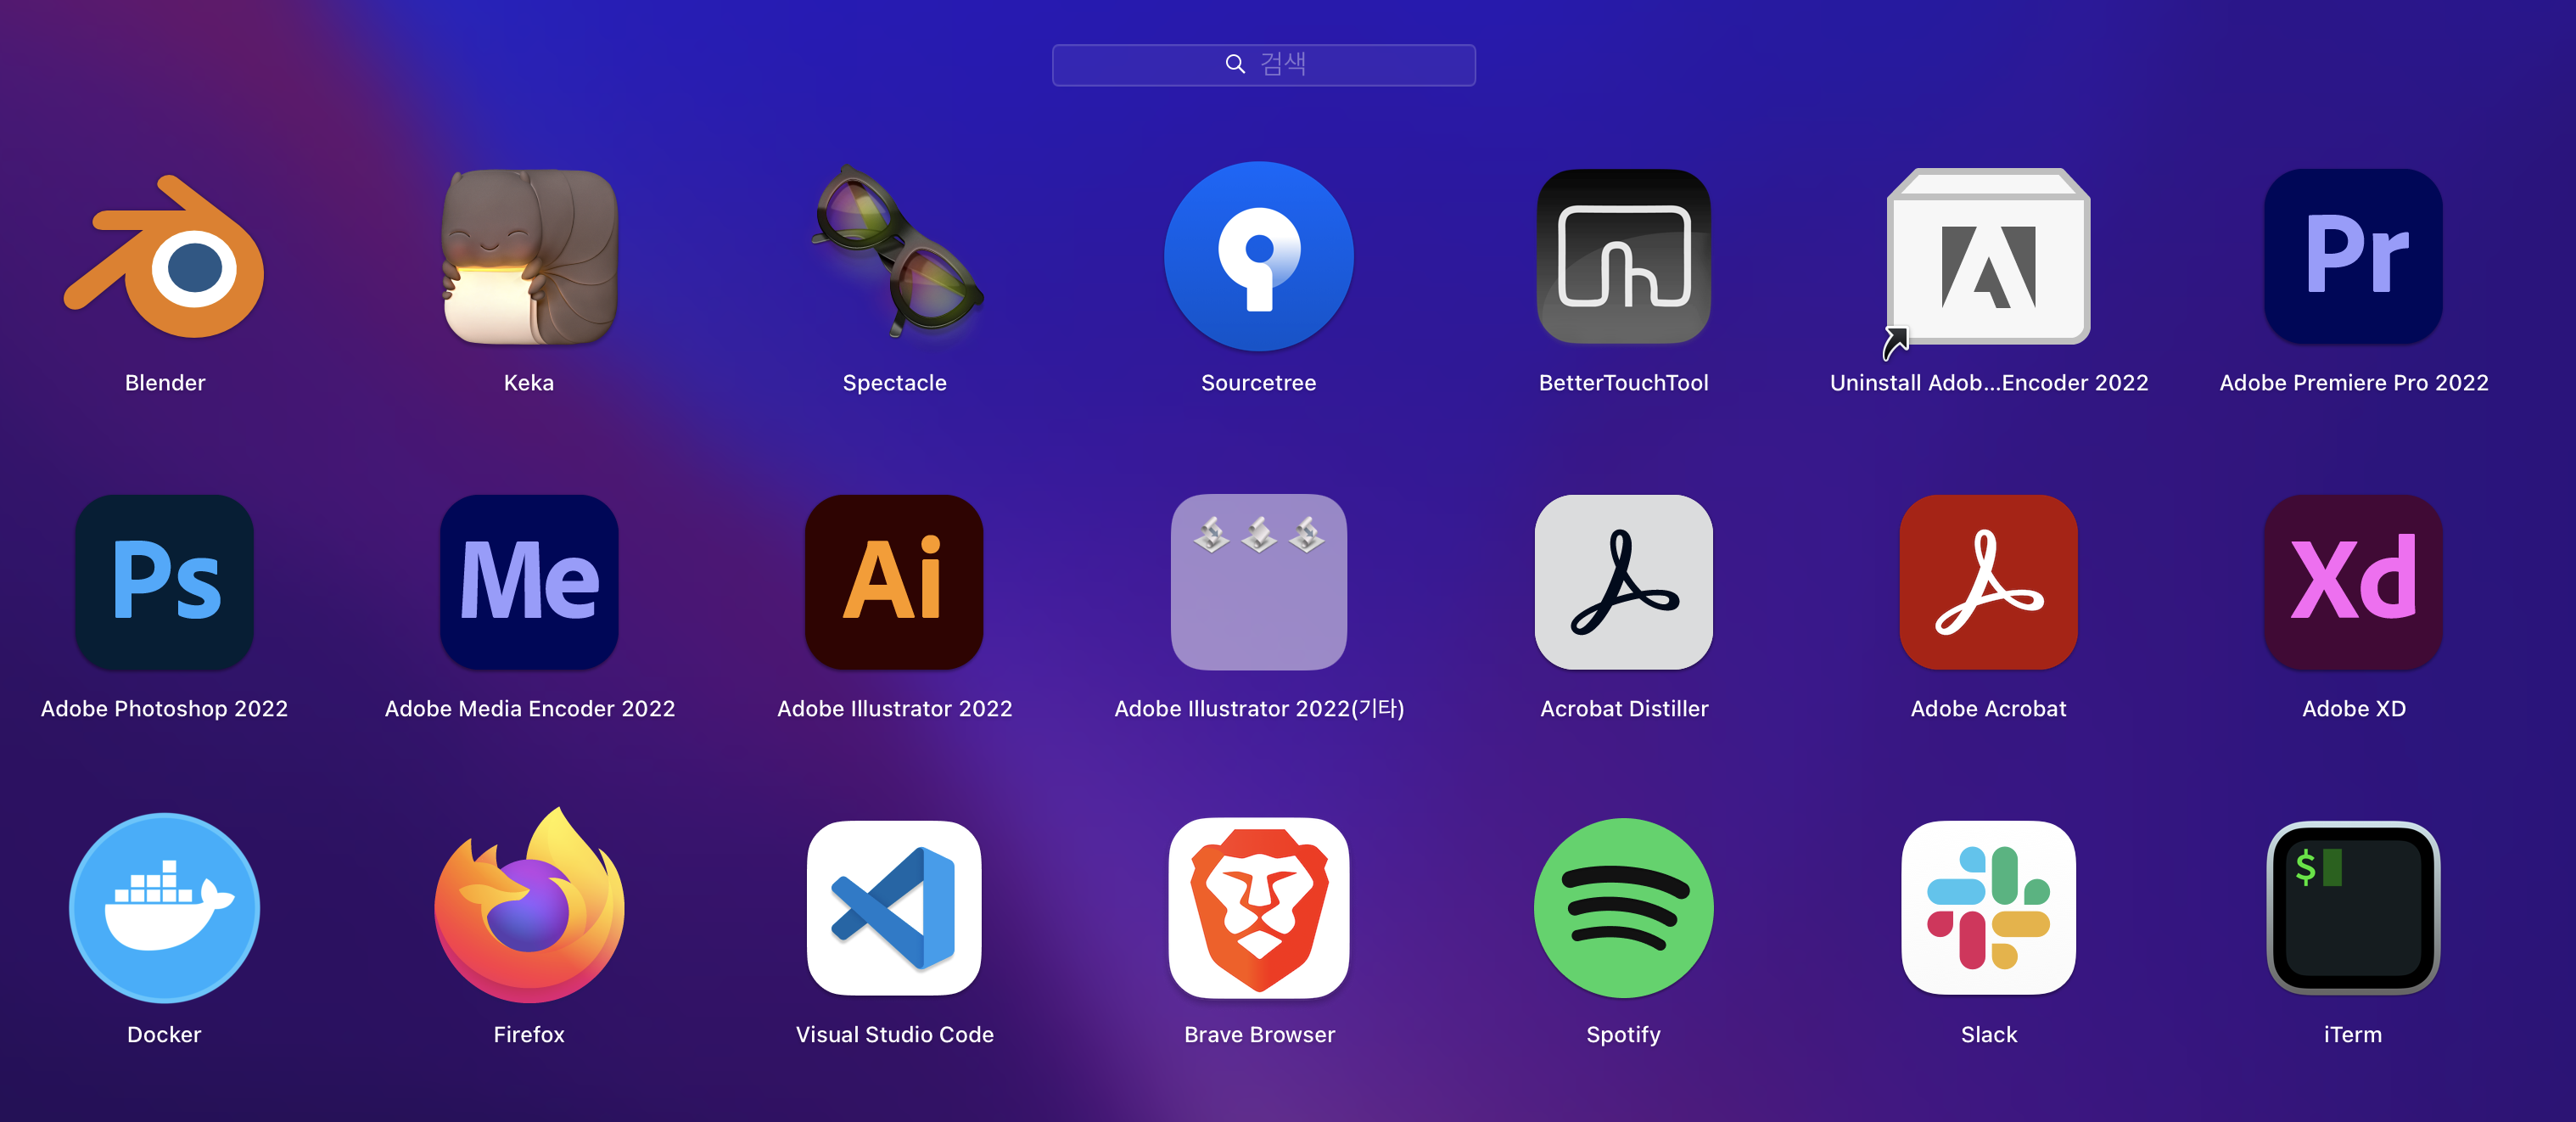 검색
Blender
Keka
Spectacle
Sourcetree
BetterTouchTool
Uninstall Adob...Encoder 2022
Pr
Adobe Premiere Pro 2022
Ps
Adobe Photoshop 2022
Me
Adobe Media Encoder 2022
Ai
Adobe Illustrator 2022
Adobe Illustrator 2022(기타)
Acrobat Distiller
Adobe Acrobat
Xd
Adobe XD
Docker
Firefox
Visual Studio Code
Brave Browser
Spotify
Slack
$
iTerm